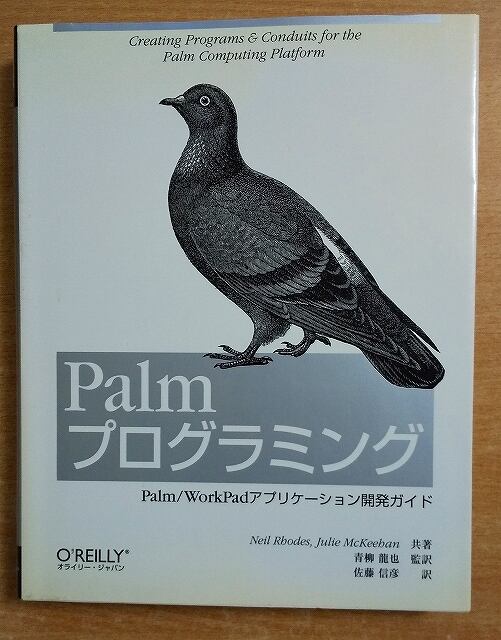 Creating Programs & Conduits for the
Palm Computing Platform
Palm
プログラミング
Palm/WorkPadアプリケーション開発ガイド
Neil Rhodes, Julie McKeehan 共著
青柳 龍也 監訳
佐藤 信彦 訳
O'REILLY®
オライリー・ジャパン